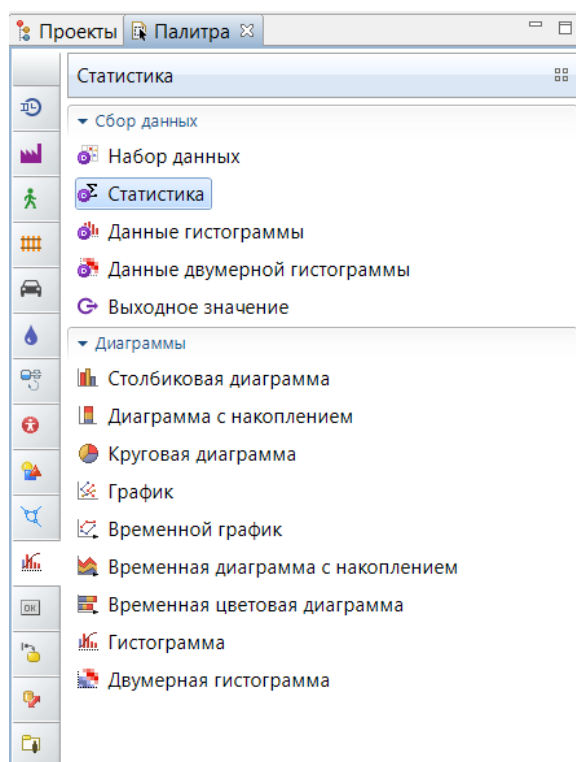 Проекты Палитра
Статистика
Сбор данных
Набор данных
Статистика
Данные гистограммы
Данные двумерной гистограммы
Выходное значение
Диаграммы
Столбиковая диаграмма
Диаграмма с накоплением
Круговая диаграмма
График
Временной график
Временная диаграмма с накоплением
Временная цветовая диаграмма
OK
Гистограмма
Двумерная гистограмма